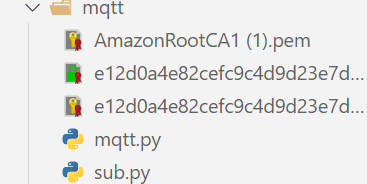 mqtt
AmazonRootCA1 (1).pem
e12d0a4e82cefc9c4d9d23e7d...
e12d0a4e82cefc9c4d9d23e7d...
mqtt.py
sub.py